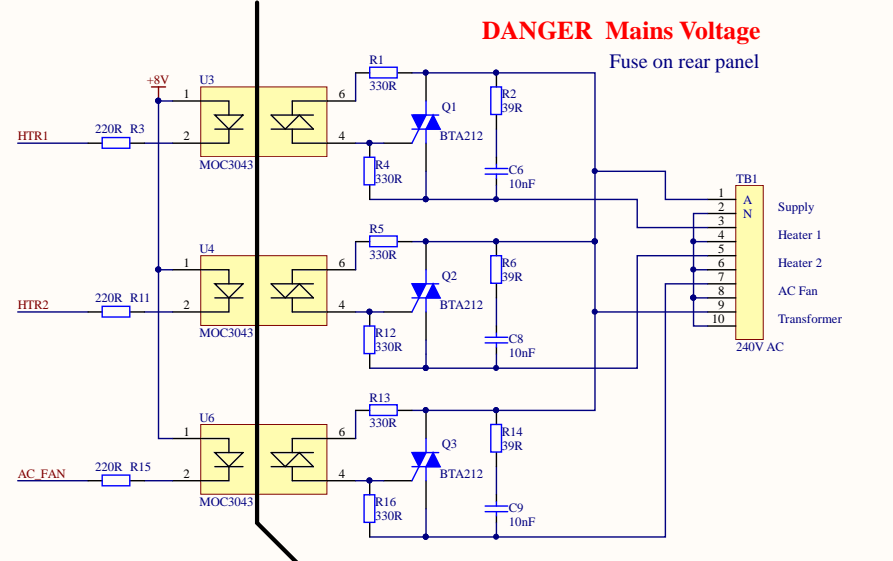 DANGER  Mains Voltage
Fuse on rear panel
+8V
U3
1
2
6
4
MOC3043
HTR1
220R R3
R1
330R
Q1
BTA212
R2
39R
R4
330R
C6
10nF
U4
1
2
6
4
MOC3043
HTR2
220R R11
R5
330R
Q2
BTA212
R6
39R
R12
330R
C8
10nF
U6
1
2
6
4
MOC3043
AC_FAN
220R R15
R13
330R
Q3
BTA212
R14
39R
R16
330R
C9
10nF
TB1
1
2
3
4
5
6
7
8
9
10
A
N
Supply
Heater 1
Heater 2
AC Fan
Transformer
240V AC